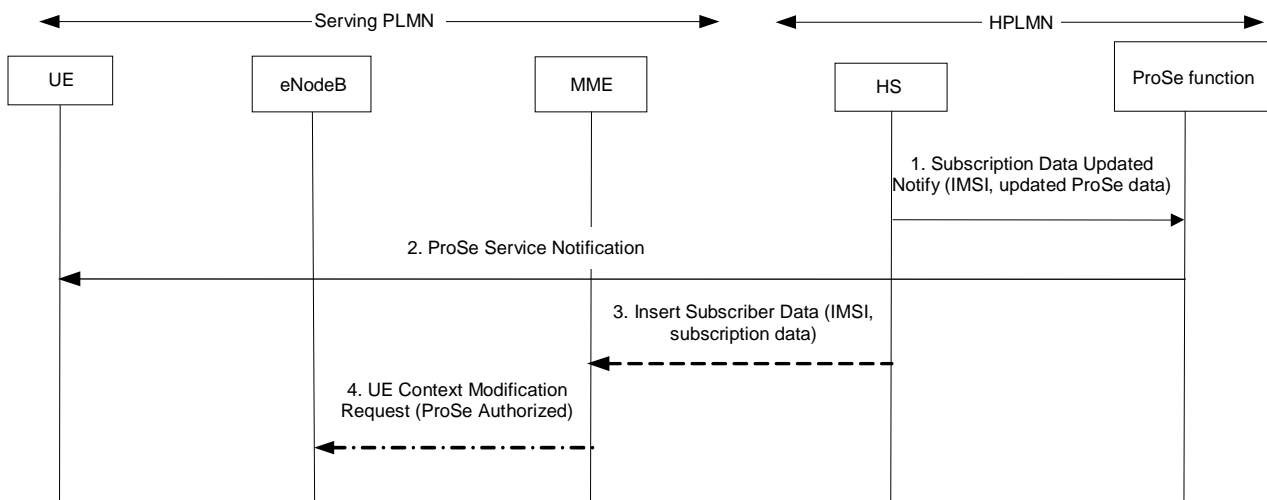 Serving PLMN
HPLMN
UE
eNodeB
MME
HS
ProSe function
1. Subscription Data Updated
Notify (IMSI, updated ProSe data)
2. ProSe Service Notification
3. Insert Subscriber Data (IMSI,
subscription data)
4. UE Context Modification
Request (ProSe Authorized)